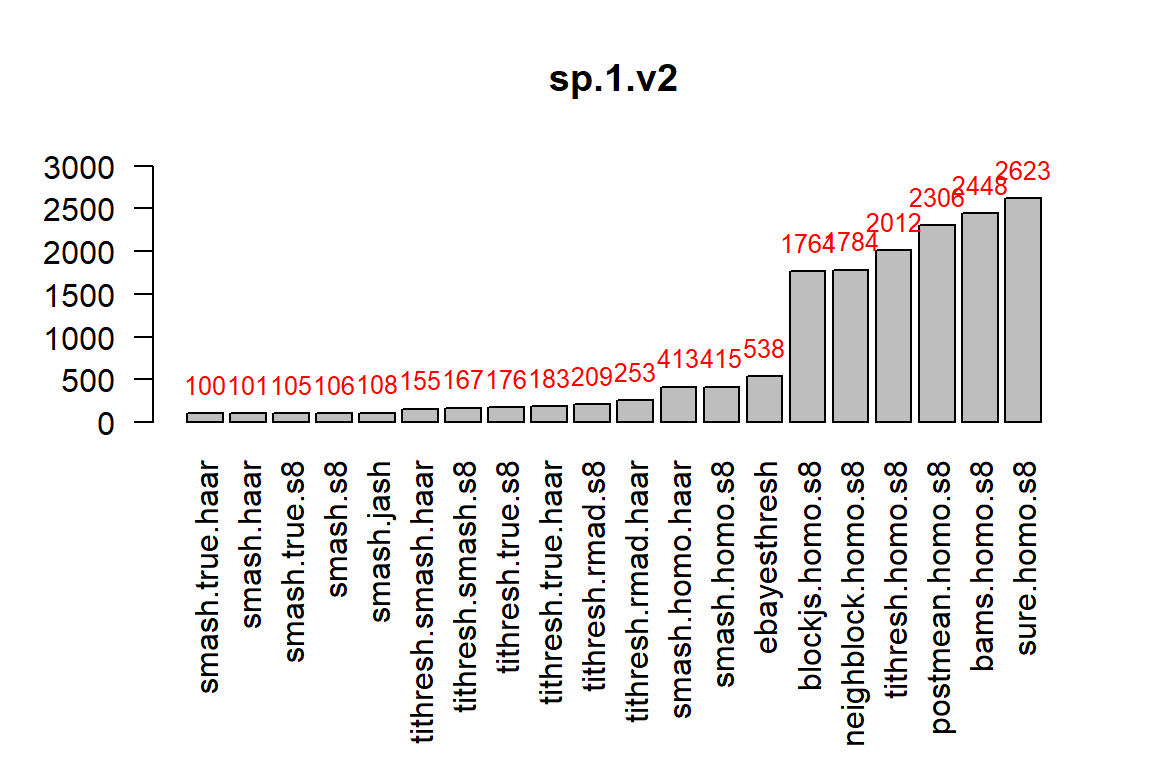 sp.1.v2
3000
2500
2000
1500
1000
500
0
100
101
105
106
108
155
167
176
183
209
253
413
415
538
1764
1784
2012
2306
2448
2623
smash.true.haar
smash.haar
smash.true.s8
smash.s8
smash.jash
tithresh.smash.haar
tithresh.smash.s8
tithresh.true.s8
tithresh.true.haar
tithresh.rmad.s8
tithresh.rmad.haar
smash.homo.haar
smash.homo.s8
ebayesthresh
blockjs.homo.s8
neighblock.homo.s8
tithresh.homo.s8
postmean.homo.s8
bams.homo.s8
sure.homo.s8